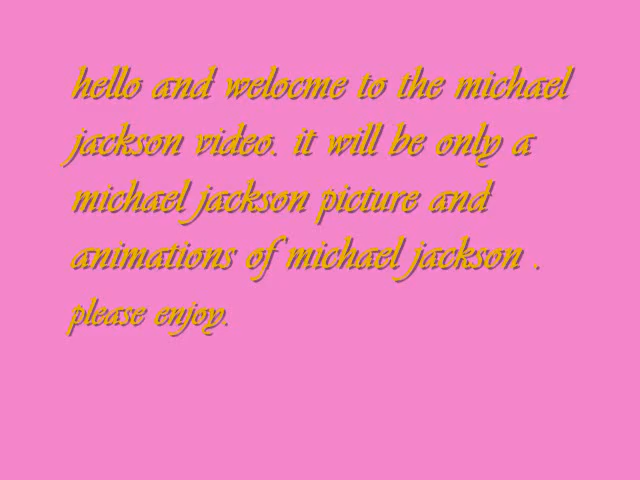 hello and welocme to the michael
jackson video. it will be only a
michael jackson picture and
animations of michael jackson .
please enjoy.